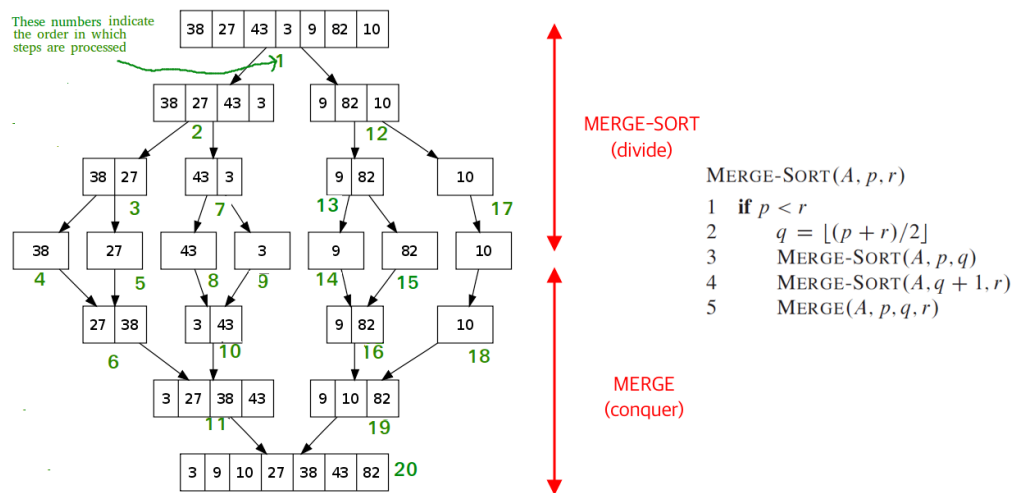 These numbers indicate
the order in which
steps are processed
38 27 43 3 9 82 10
1
38 27 43 3
9 82 10
2
12
38 27
43 3
9 82
10
3
7
13
17
38
27
43
3
9
82
10
4
5
8
9
14
15
27 38
3 43
9 82
10
6
10
16
18
3 27 38 43
9 10 82
11
19
3 9 10 27 38 43 82
20
MERGE-SORT
(divide)
MERGE
(conquer)
MERGE-SORT(A, p, r)
1 if p < r
2 q = ⌊(p + r)/2⌋
3 MERGE-SORT(A, p, q)
4 MERGE-SORT(A, q + 1, r)
5 MERGE(A, p, q, r)